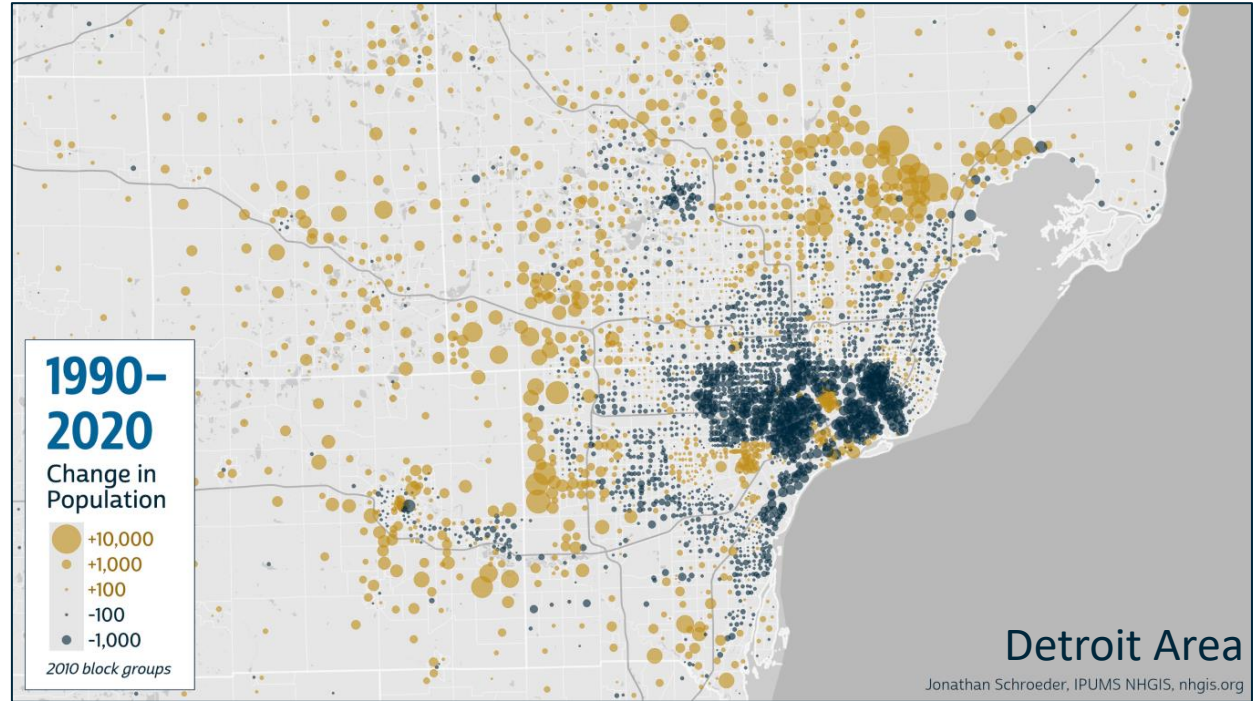 1990–
2020
Change in
Population
+10,000
+1,000
+100
-100
-1,000
2010 block groups
Detroit Area
Jonathan Schroeder, IPUMS NHGIS, nhgis.org